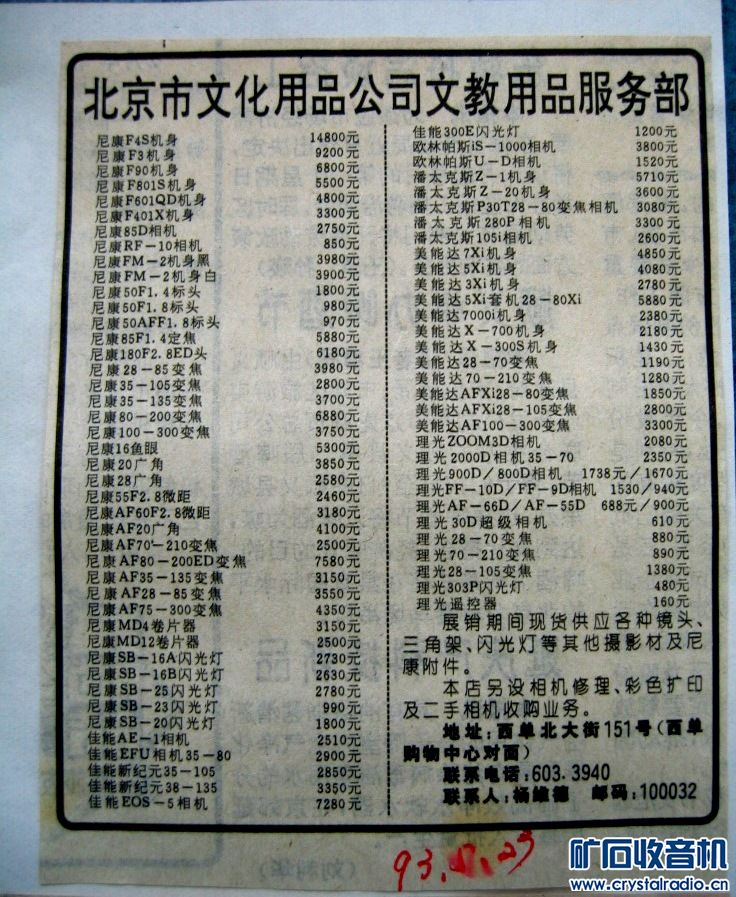 北京市文化用品公司文教用品服务部
尼康F4S机身 14800元
尼康F3机身 9200元
尼康F90机身 6800元
尼康F801S机身 5500元
尼康F601QD机身 4800元
尼康F401X机身 3300元
尼康85D相机 2750元
尼康RF-10相机 850元
尼康FM-2机身黑 3980元
尼康FM-2机身白 3900元
尼康50F1.4标头 1800元
尼康50F1.8标头 980元
尼康50AFF1.8标头 970元
尼康85F1.4定焦 5880元
尼康180F2.8ED头 6180元
尼康28-85变焦 3980元
尼康35-105变焦 2800元
尼康35-135变焦 3700元
尼康80-200变焦 6880元
尼康100-300变焦 3750元
尼康16鱼眼 5300元
尼康20广角 3850元
尼康28广角 2580元
尼康55F2.8微距 2460元
尼康AF60F2.8微距 3180元
尼康AF20广角 4100元
尼康AF70-210变焦 2500元
尼康AF80-200ED变焦 7580元
尼康AF35-135变焦 3150元
尼康AF28-85变焦 3550元
尼康AF75-300变焦 4350元
尼康MD4卷片器 3150元
尼康MD12卷片器 2500元
尼康SB-16A闪光灯 2730元
尼康SB-16B闪光灯 2630元
尼康SB-25闪光灯 2780元
尼康SB-23闪光灯 990元
尼康SB-20闪光灯 1800元
佳能AE-1相机 2510元
佳能EFU相机35-80 2900元
佳能新纪元35-105 2850元
佳能新纪元38-135 3350元
佳能EOS-5相机 7280元
佳能300E闪光灯 1200元
欧林帕斯iS-1000相机 3800元
欧林帕斯U-D相机 1520元
潘太克斯Z-1机身 5710元
潘太克斯Z-20机身 3600元
潘太克斯P30T28-80变焦相机 3080元
潘太克斯280P相机 3300元
潘太克斯105i相机 2600元
美能达7Xi机身 4850元
美能达5Xi机身 4080元
美能达3Xi机身 2780元
美能达5Xi套机28-80Xi 5880元
美能达7000i机身 2380元
美能达X-700机身 2180元
美能达X-300S机身 1430元
美能达28-70变焦 1190元
美能达70-210变焦 1280元
美能达AFXi28-80变焦 1850元
美能达AFXi28-105变焦 2800元
美能达AF100-300变焦 3300元
理光ZOOM3D相机 2080元
理光2000D相机35-70 2350元
理光900D/800D相机 1738元/1670元
理光FF-10D/FF-9D相机 1530/940元
理光AF-66D/AF-55D 688元/900元
理光30D超级相机 610元
理光28-70变焦 880元
理光70-210变焦 890元
理光28-105变焦 1380元
理光303P闪光灯 480元
理光遥控器 160元
展销期间现货供应各种镜头、
三角架、闪光灯等其他摄影材及尼
康附件。
本店另设相机修理、彩色扩印
及二手相机收购业务。
地址:西单北大街151号(西单
购物中心对面)
联系电话:603.3940
联系人:杨维德 邮码:100032
矿石收音机
www.crystalradio.cn